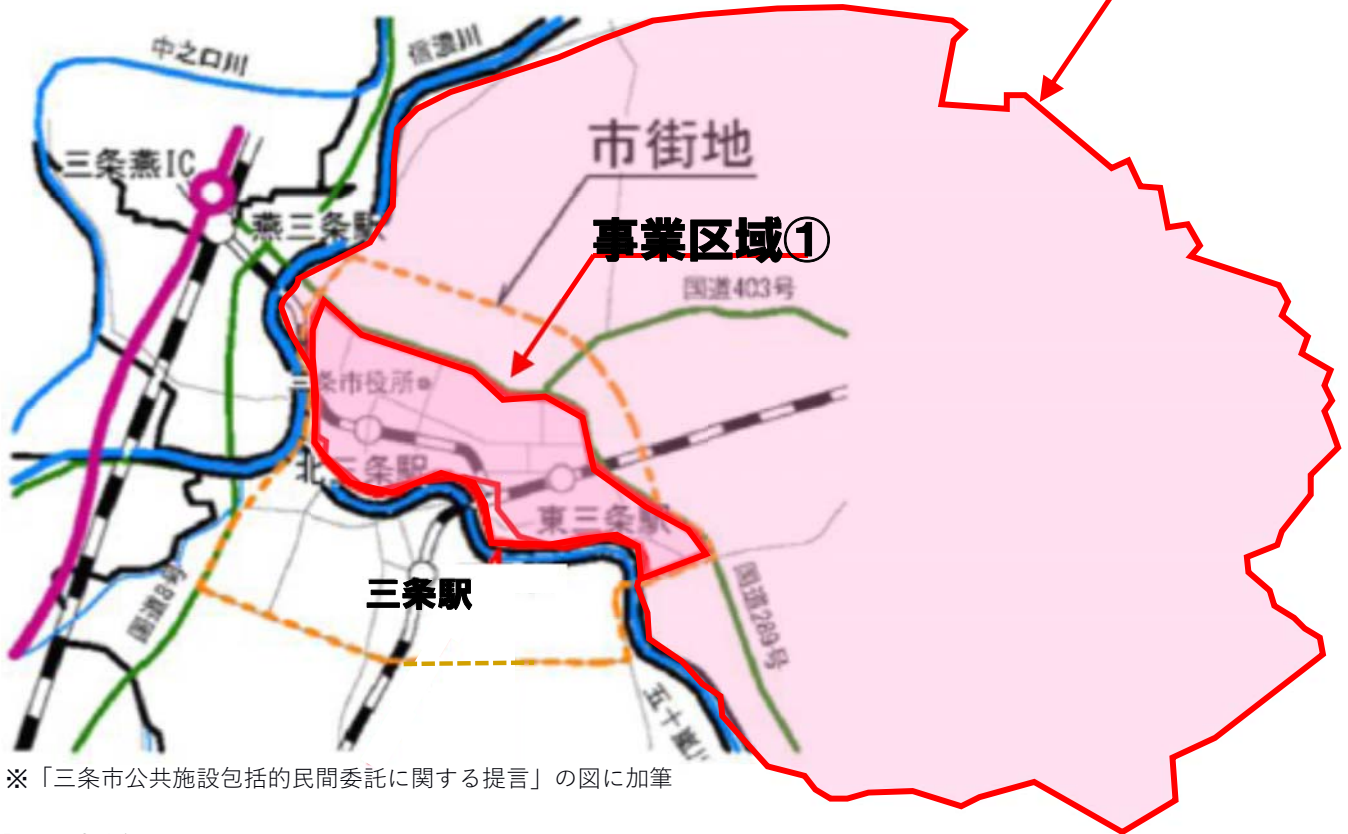 中之口川
信濃川
市街地
三条燕IC
燕三条駅
事業区域①
国道403号
三条市役所
北三条駅
東三条駅
三条駅
国道8号
国道289号
五十嵐川
※「三条市公共施設包括的民間委託に関する提言」の図に加筆